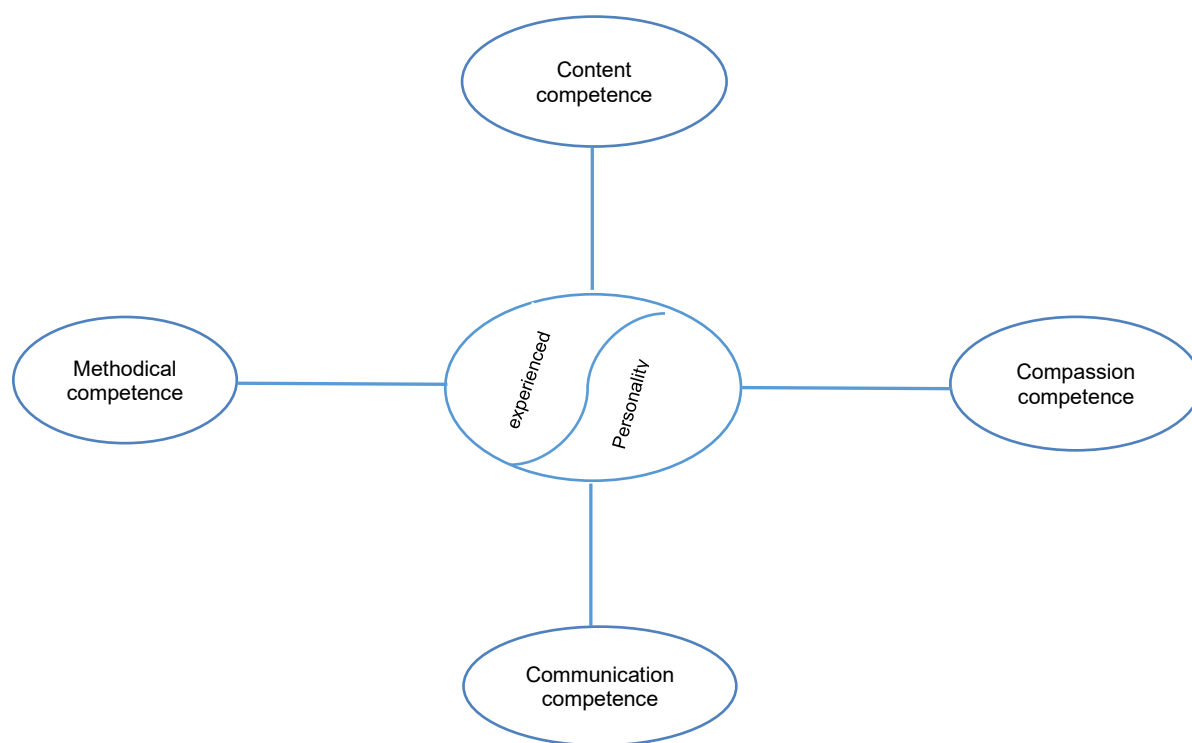 Content
competence
experienced
Personality
Methodical
competence
Compassion
competence
Communication
competence